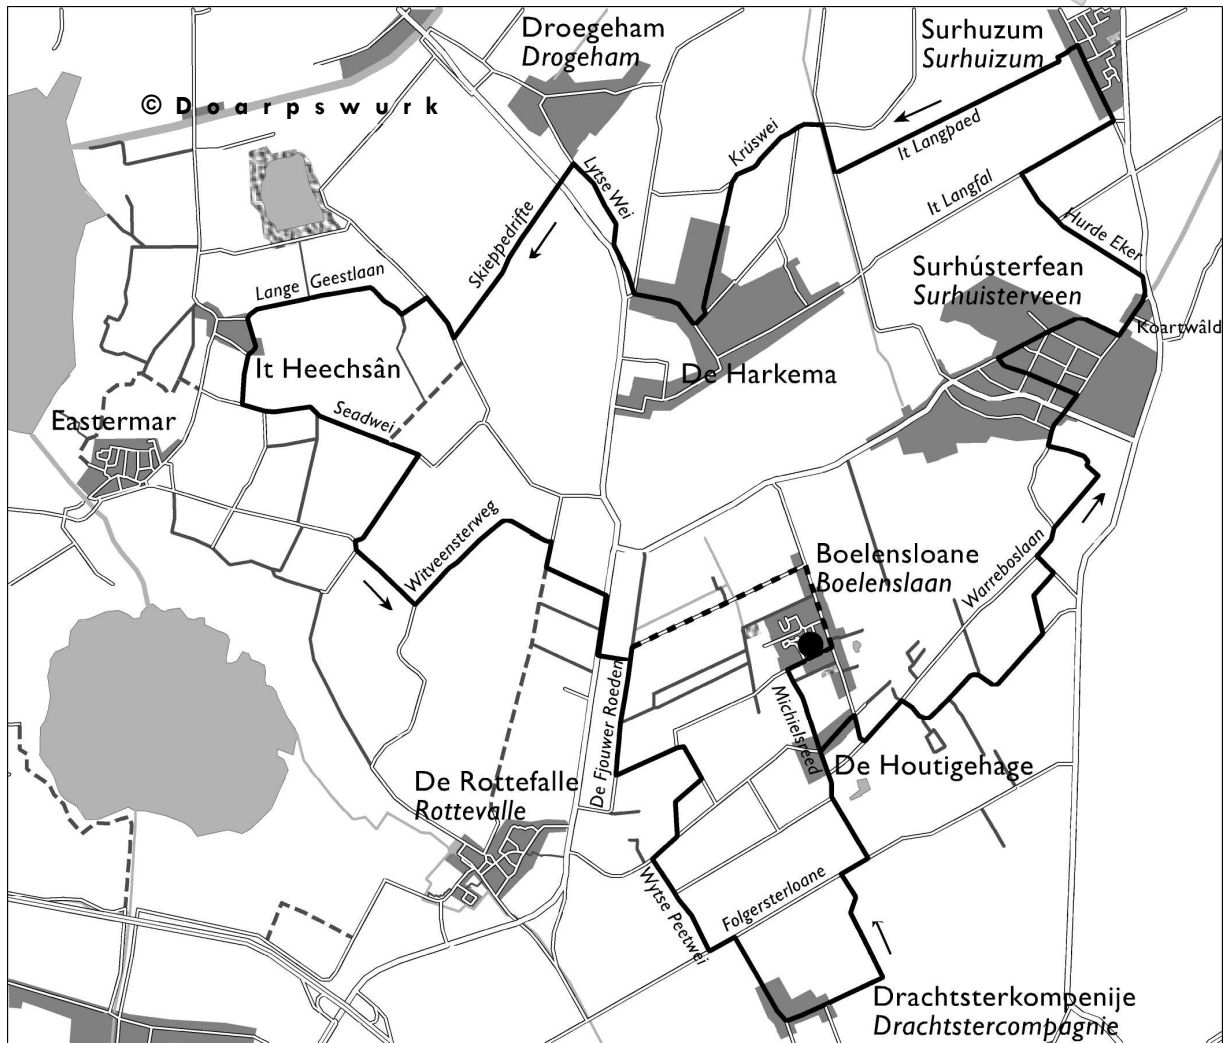 Droegeham
Drogeham
Surhuzum
Surhuizum
© Doarpswurk
It Langpaed
Krúswei
Lytse Wei
It Langfal
Skieppedrifte
Hurde Eker
Lange Geestlaan
Surhústerfean
Surhuisterveen
Koartwâld
It Heechsân
De Harkema
Seadwei
Eastermar
Witveensterweg
Boelensloane
Boelenslaan
Warreboslaan
De Fjouwer Roeden
Michielsreed
De Houtigehage
De Rottefalle
Rottevalle
Wytse Peetwei
Folgersterloane
Drachtsterkompenije
Drachtstercompagnie